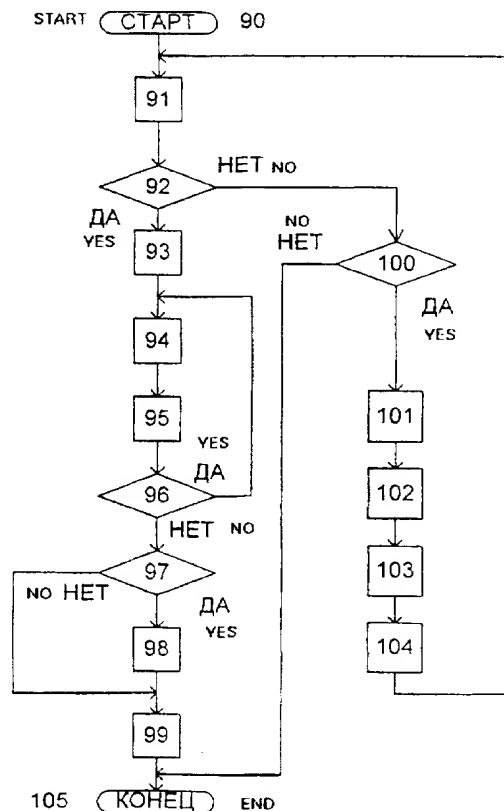 START СТАРТ 90
91
92 НЕТ NO
ДА
YES
93
NO
НЕТ
100
ДА
YES
94
95
YES
ДА
96
НЕТ NO
101
102
97
NO НЕТ
ДА
YES
103
98
104
99
105 КОНЕЦ END